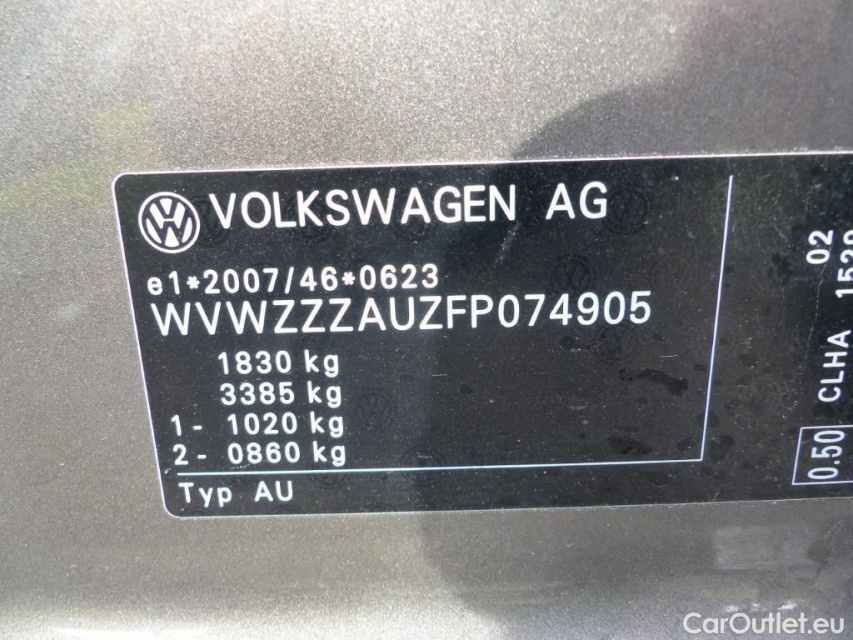 VOLKSWAGEN AG
e1*2007/46*0623
WVWZZZAUZFP074905
1830 kg
3385 kg
1- 1020 kg
2- 0860 kg
Typ AU
02
CLHA
0.50
CarOutlet.eu